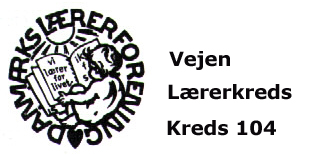 DANMARKS LÆRERFORENING
vi
lærer
for
livet
Vejen
Lærerkreds
Kreds 104